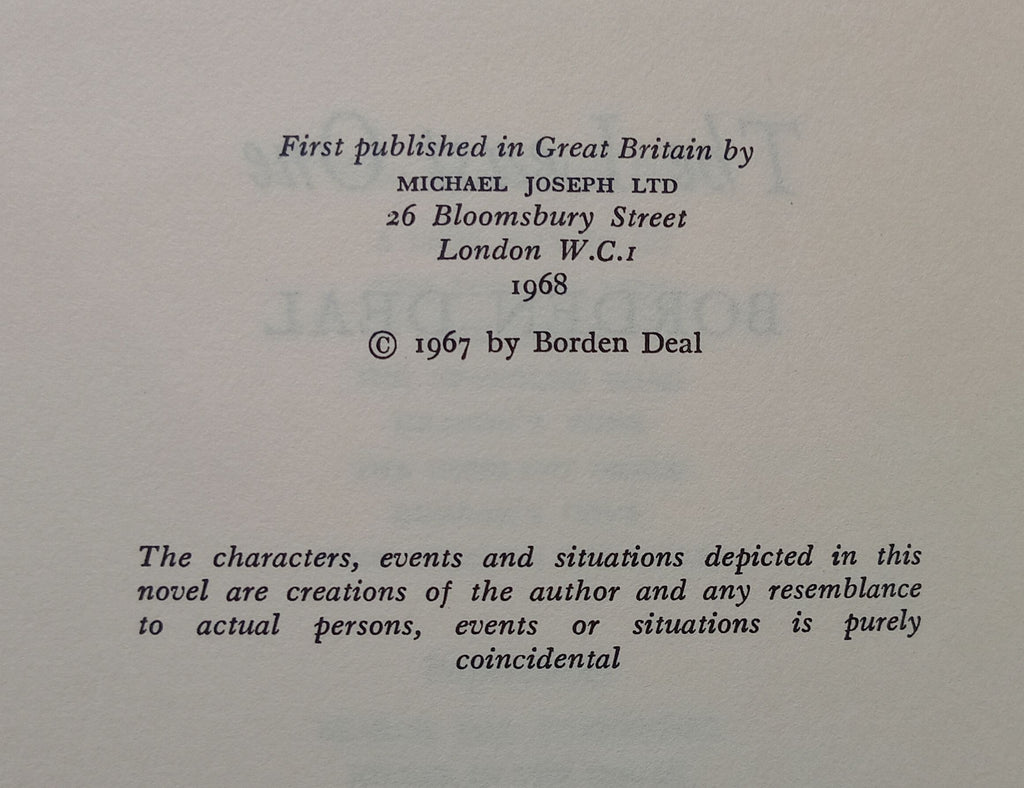 First published in Great Britain by
MICHAEL JOSEPH LTD
26 Bloomsbury Street
London W.C.1
1968
© 1967 by Borden Deal
The characters, events and situations depicted in this
novel are creations of the author and any resemblance
to actual persons, events or situations is purely
coincidental